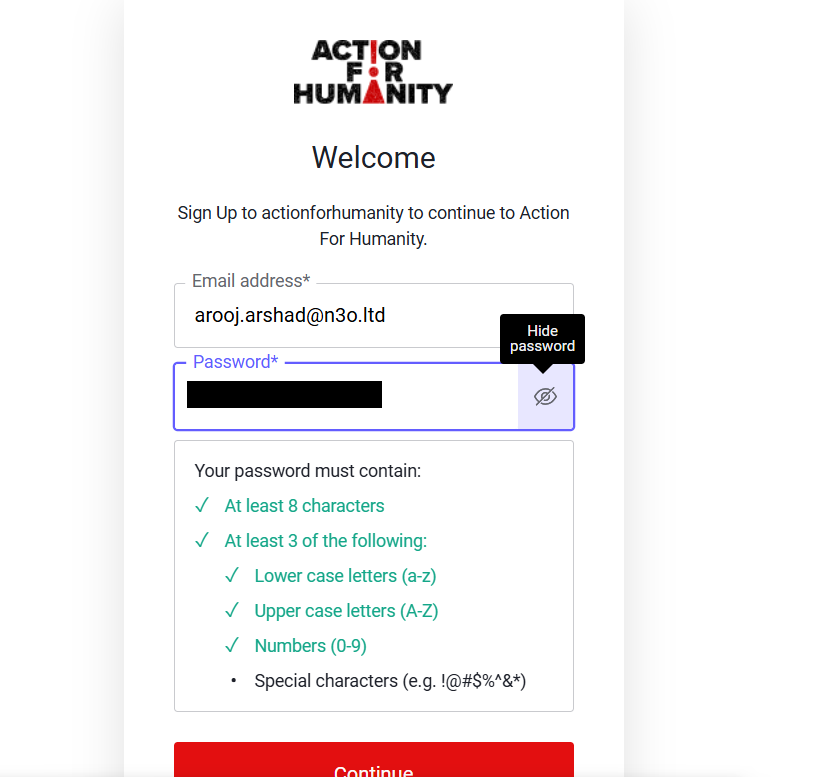 ACTION
FOR
HUMANITY
Welcome
Sign Up to actionforhumanity to continue to Action
For Humanity.
Email address*
arooj.arshad@n3o.ltd
Hide
password
Password*
Your password must contain:
✓ At least 8 characters
✓ At least 3 of the following:
✓ Lower case letters (a-z)
✓ Upper case letters (A-Z)
✓ Numbers (0-9)
• Special characters (e.g. !@#$%^&*)
Continue